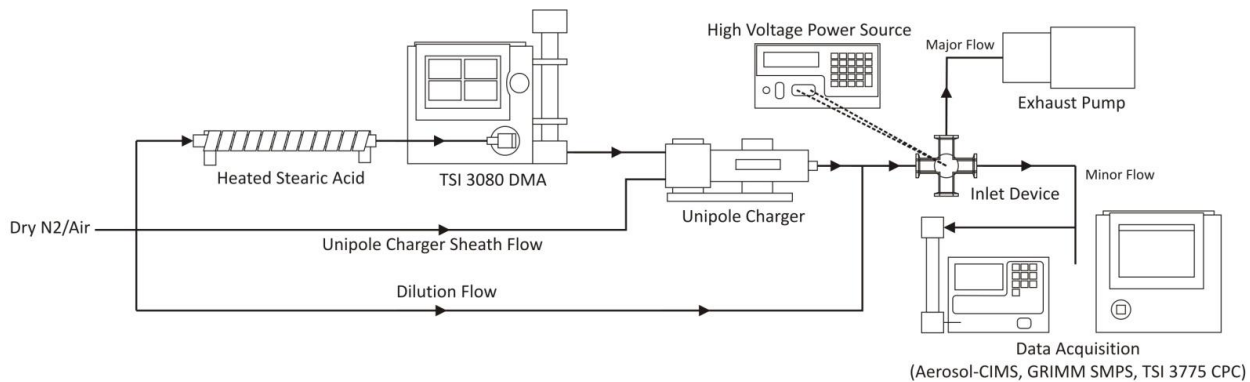 High Voltage Power Source
Major Flow
Exhaust Pump
Heated Stearic Acid
TSI 3080 DMA
Minor Flow
Inlet Device
Unipole Charger
Dry N2/Air
Unipole Charger Sheath Flow
Dilution Flow
Data Acquisition
(Aerosol-CIMS, GRIMM SMPS, TSI 3775 CPC)